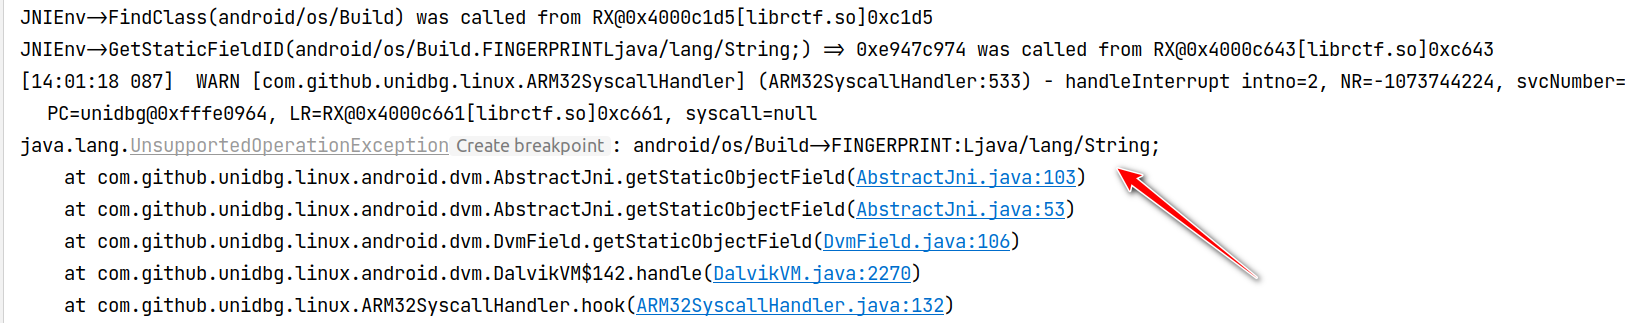 JNIEnv->FindClass(android/os/Build) was called from RX@0x4000c1d5[librctf.so]0xc1d5
JNIEnv->GetStaticFieldID(android/os/Build.FINGERPRINTLjava/lang/String;) => 0xe947c974 was called from RX@0x4000c643[librctf.so]0xc643
[14:01:18 087]  WARN [com.github.unidbg.linux.ARM32SyscallHandler] (ARM32SyscallHandler:533) - handleInterrupt intno=2, NR=-1073744224, svcNumber=
PC=unidbg@0xfffe0964, LR=RX@0x4000c661[librctf.so]0xc661, syscall=null
java.lang.UnsupportedOperationException Create breakpoint : android/os/Build->FINGERPRINT:Ljava/lang/String;
at com.github.unidbg.linux.android.dvm.AbstractJni.getStaticObjectField(AbstractJni.java:103)
at com.github.unidbg.linux.android.dvm.AbstractJni.getStaticObjectField(AbstractJni.java:53)
at com.github.unidbg.linux.android.dvm.DvmField.getStaticObjectField(DvmField.java:106)
at com.github.unidbg.linux.android.dvm.DalvikVM$142.handle(DalvikVM.java:2270)
at com.github.unidbg.linux.ARM32SyscallHandler.hook(ARM32SyscallHandler.java:132)